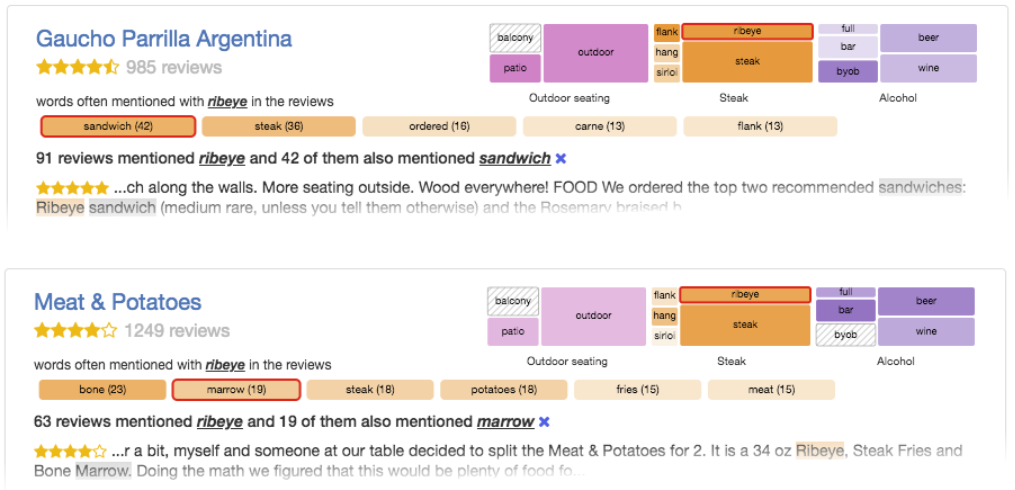 Gaucho Parrilla Argentina
985 reviews
balcony
patio
outdoor
flank
hang
sirloi
ribeye
steak
full
bar
byob
beer
wine
Outdoor seating
Steak
Alcohol
words often mentioned with ribeye in the reviews
sandwich (42)
steak (36)
ordered (16)
carne (13)
flank (13)
91 reviews mentioned ribeye and 42 of them also mentioned sandwich ×
...ch along the walls. More seating outside. Wood everywhere! FOOD We ordered the top two recommended sandwiches:
Ribeye sandwich (medium rare, unless you tell them otherwise) and the Rosemary braised b
Meat & Potatoes
1249 reviews
balcony
patio
outdoor
flank
hang
sirloi
ribeye
steak
full
bar
byob
beer
wine
Outdoor seating
Steak
Alcohol
words often mentioned with ribeye in the reviews
bone (23)
marrow (19)
steak (18)
potatoes (18)
fries (15)
meat (15)
63 reviews mentioned ribeye and 19 of them also mentioned marrow ×
...r a bit, myself and someone at our table decided to split the Meat & Potatoes for 2. It is a 34 oz Ribeye, Steak Fries and
Bone Marrow. Doing the math we figured that this would be plenty of food fo...